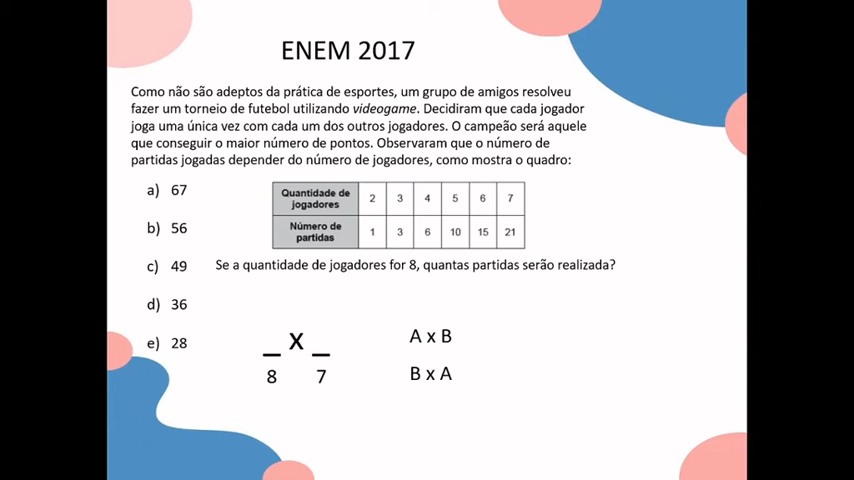 ENEM 2017
Como não são adeptos da prática de esportes, um grupo de amigos resolveu
fazer um torneio de futebol utilizando videogame. Decidiram que cada jogador
joga uma única vez com cada um dos outros jogadores. O campeão será aquele
que conseguir o maior número de pontos. Observaram que o número de
partidas jogadas depender do número de jogadores, como mostra o quadro:
a) 67
b) 56
c) 49
d) 36
e) 28
Quantidade de
jogadores 2 3 4 5 6 7
Número de
partidas 1 3 6 10 15 21
Se a quantidade de jogadores for 8, quantas partidas serão realizada?
_ X _
8 7
A x B
B x A